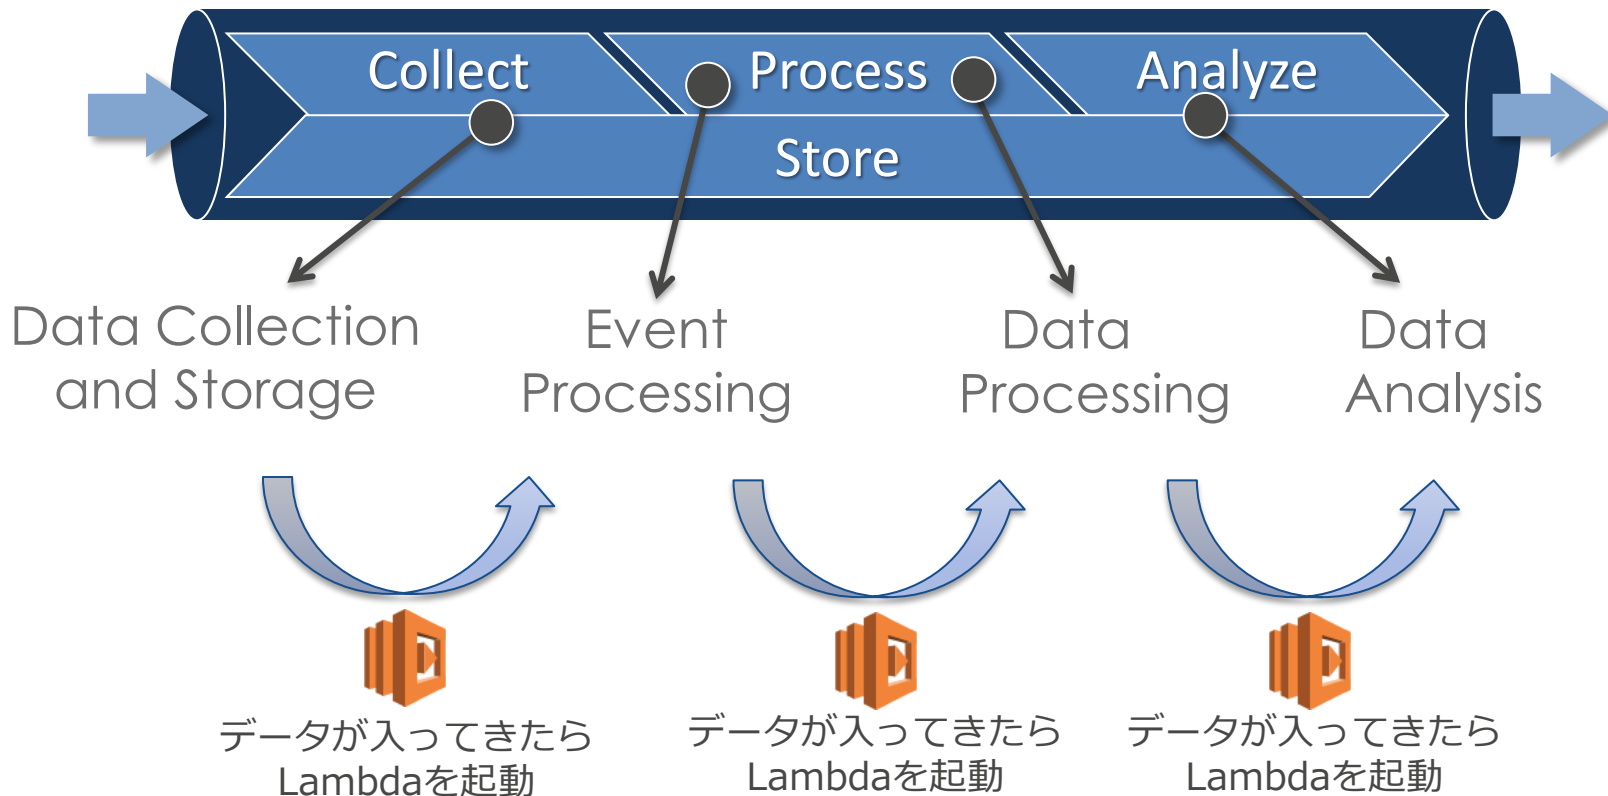 Collect
Process
Analyze
Store
Data Collection
and Storage
Event
Processing
Data
Processing
Data
Analysis
データが入ってきたら
Lambdaを起動
データが入ってきたら
Lambdaを起動
データが入ってきたら
Lambdaを起動